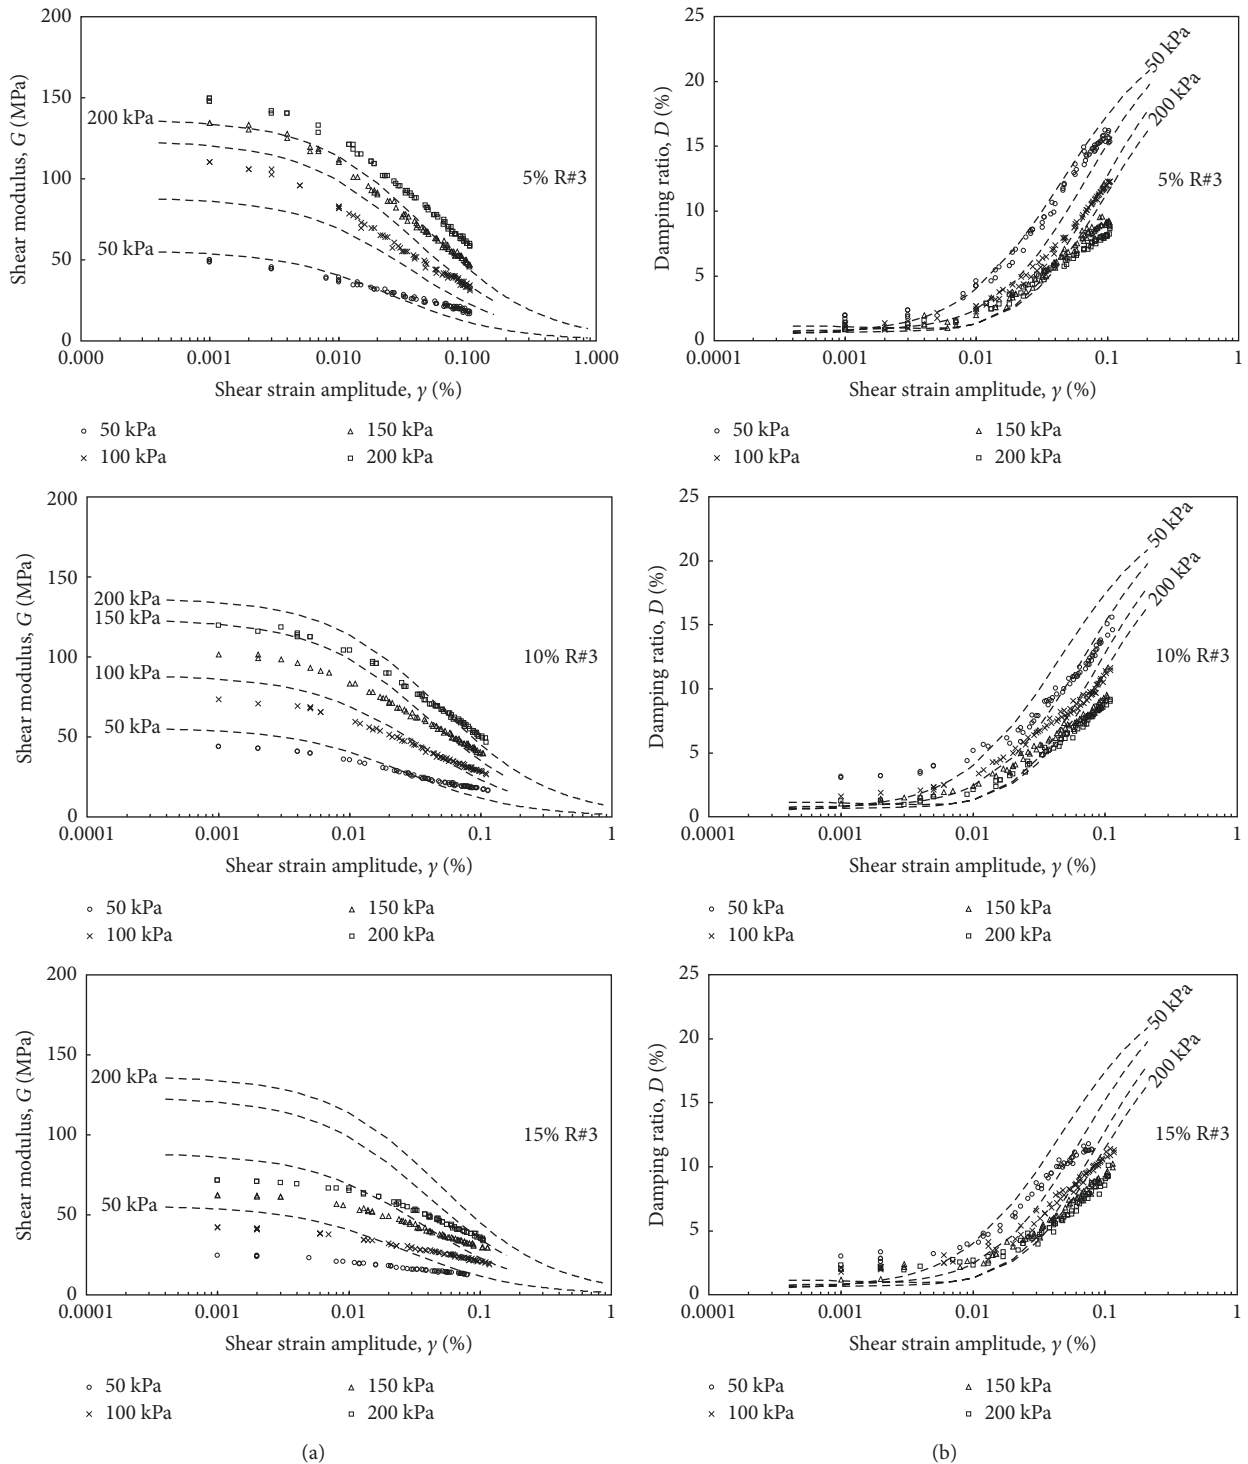 200
25
150
20
100
15
50
10
0
5
0
Shear modulus, G (MPa)
200 kPa
50 kPa
5% R#3
0.000
0.001
0.010
0.100
1.000
Shear strain amplitude, γ (%)
50 kPa
150 kPa
100 kPa
200 kPa
Damping ratio, D (%)
50 kPa
200 kPa
5% R#3
0.0001
0.001
0.01
0.1
1
Shear strain amplitude, γ (%)
50 kPa
150 kPa
100 kPa
200 kPa
200
150
100
50
0
Shear modulus, G (MPa)
200 kPa
150 kPa
100 kPa
50 kPa
10% R#3
0.0001
0.001
0.01
0.1
1
Shear strain amplitude, γ (%)
50 kPa
150 kPa
100 kPa
200 kPa
25
20
15
10
5
0
Damping ratio, D (%)
50 kPa
200 kPa
10% R#3
0.0001
0.001
0.01
0.1
1
Shear strain amplitude, γ (%)
50 kPa
150 kPa
100 kPa
200 kPa
200
150
100
50
0
Shear modulus, G (MPa)
200 kPa
50 kPa
15% R#3
0.0001
0.001
0.01
0.1
1
Shear strain amplitude, γ (%)
50 kPa
150 kPa
100 kPa
200 kPa
(a)
25
20
15
10
5
0
Damping ratio, D (%)
50 kPa
200 kPa
15% R#3
0.0001
0.001
0.01
0.1
1
Shear strain amplitude, γ (%)
50 kPa
150 kPa
100 kPa
200 kPa
(b)